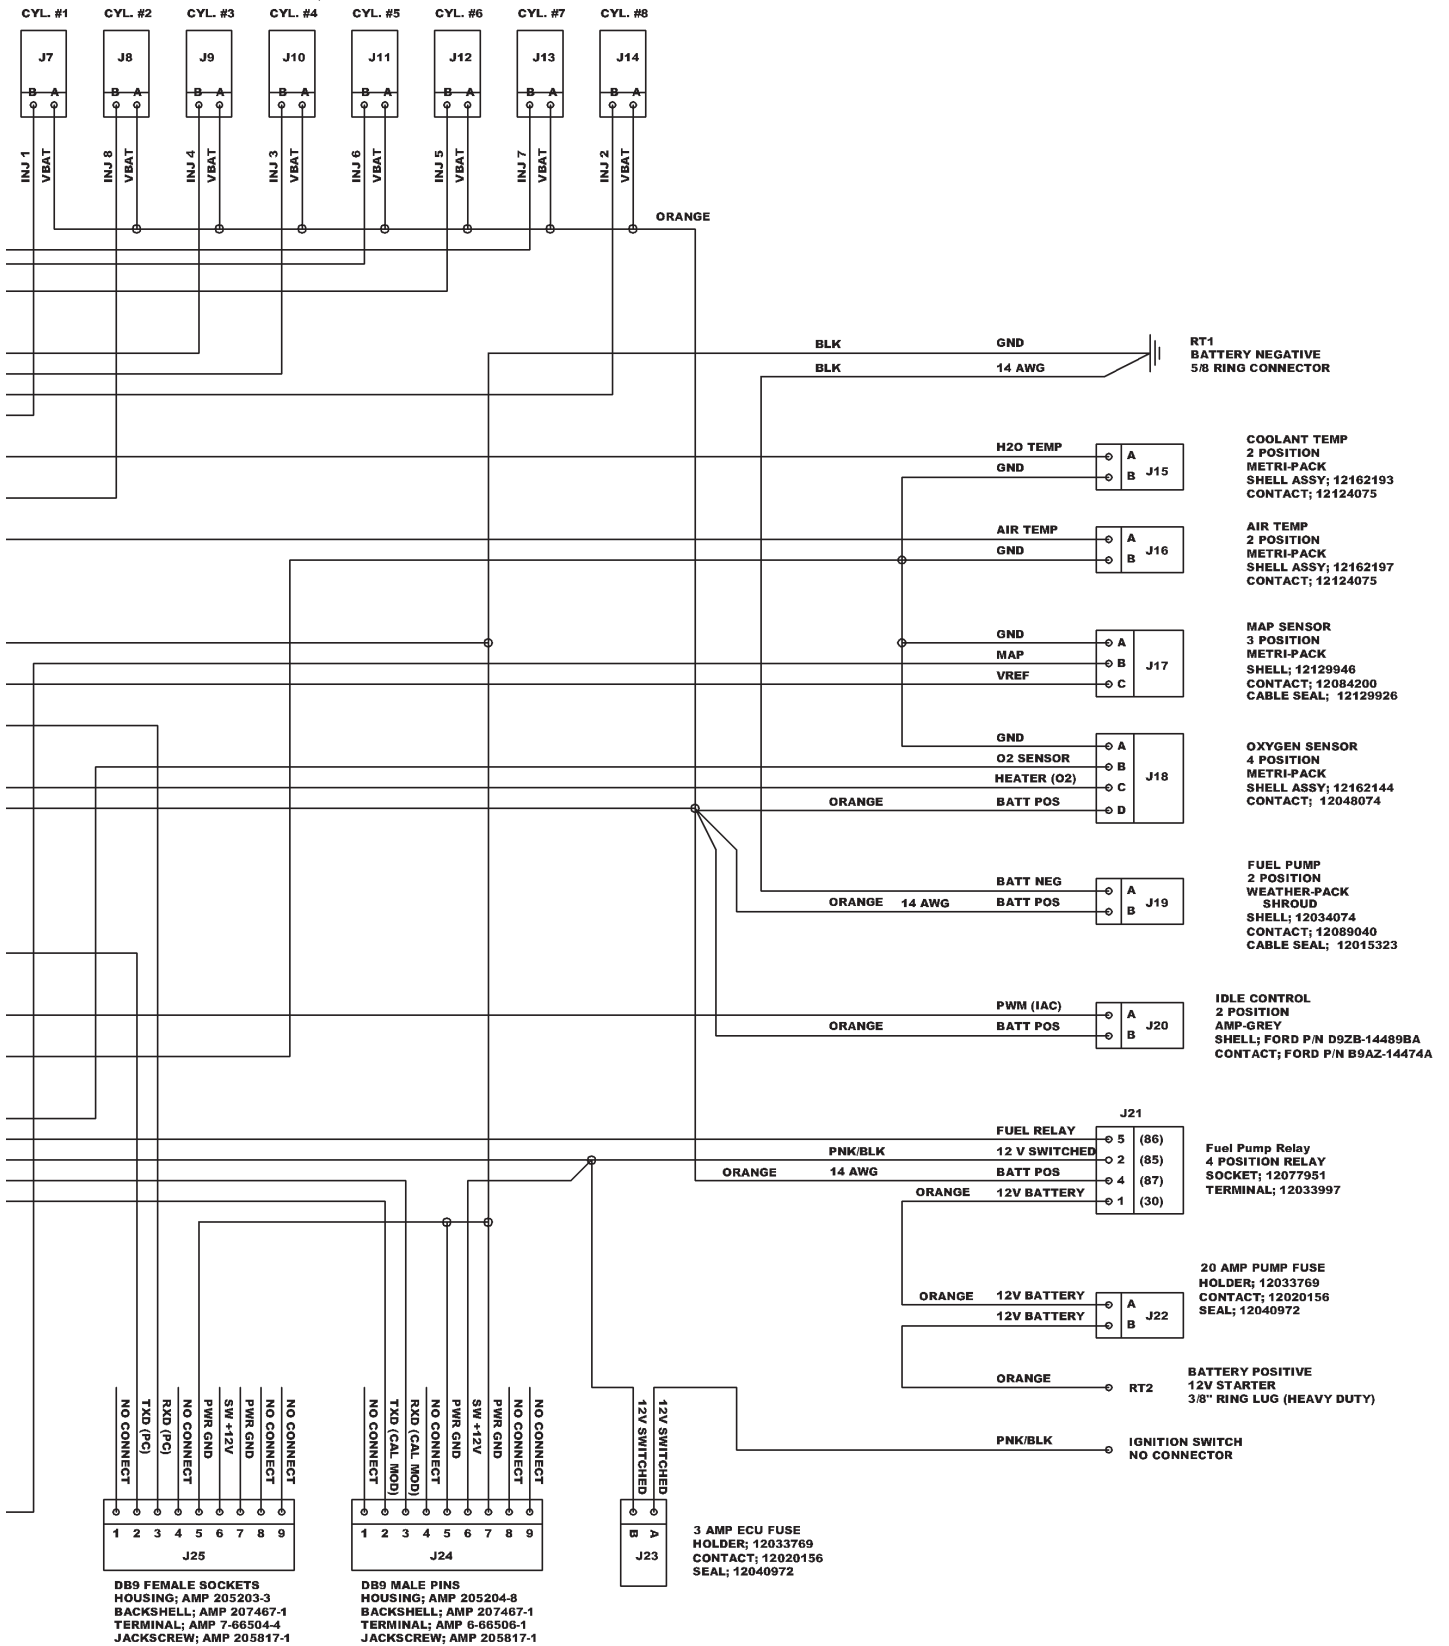 CYL. #1 CYL. #2 CYL. #3 CYL. #4 CYL. #5 CYL. #6 CYL. #7 CYL. #8
J7 J8 J9 J10 J11 J12 J13 J14
B A B A B A B A B A B A B A B A
INJ 1 VBAT INJ 8 VBAT INJ 4 VBAT INJ 3 VBAT INJ 6 VBAT INJ 5 VBAT INJ 7 VBAT INJ 2 VBAT
ORANGE
BLK GND
BLK 14 AWG
RT1
BATTERY NEGATIVE
5/8 RING CONNECTOR
H2O TEMP A
GND B
J15
COOLANT TEMP
2 POSITION
METRI-PACK
SHELL ASSY; 12162193
CONTACT; 12124075
AIR TEMP A
GND B
J16
AIR TEMP
2 POSITION
METRI-PACK
SHELL ASSY; 12162197
CONTACT; 12124075
GND A
MAP B
VREF C
J17
MAP SENSOR
3 POSITION
METRI-PACK
SHELL; 12129946
CONTACT; 12084200
CABLE SEAL; 12129926
GND A
O2 SENSOR B
HEATER (O2) C
ORANGE BATT POS D
J18
OXYGEN SENSOR
4 POSITION
METRI-PACK
SHELL ASSY; 12162144
CONTACT; 12048074
BATT NEG A
ORANGE 14 AWG BATT POS B
J19
FUEL PUMP
2 POSITION
WEATHER-PACK
SHROUD
SHELL; 12034074
CONTACT; 12089040
CABLE SEAL; 12015323
PWM (IAC) A
ORANGE BATT POS B
J20
IDLE CONTROL
2 POSITION
AMP-GREY
SHELL; FORD P/N D9ZB-14489BA
CONTACT; FORD P/N B9AZ-14474A
J21
FUEL RELAY 5 (86)
PNK/BLK 12 V SWITCHED 2 (85)
ORANGE 14 AWG BATT POS 4 (87)
ORANGE 12V BATTERY 1 (30)
Fuel Pump Relay
4 POSITION RELAY
SOCKET; 12077951
TERMINAL; 12033997
ORANGE 12V BATTERY A
12V BATTERY B
J22
20 AMP PUMP FUSE
HOLDER; 12033769
CONTACT; 12020156
SEAL; 12040972
ORANGE RT2
BATTERY POSITIVE
12V STARTER
3/8" RING LUG (HEAVY DUTY)
PNK/BLK
IGNITION SWITCH
NO CONNECTOR
NO CONNECT TXD (PC) RXD (PC) NO CONNECT PWR GND SW +12V PWR GND NO CONNECT NO CONNECT
1 2 3 4 5 6 7 8 9
J25
DB9 FEMALE SOCKETS
HOUSING; AMP 205203-3
BACKSHELL; AMP 207467-1
TERMINAL; AMP 7-66504-4
JACKSCREW; AMP 205817-1
NO CONNECT TXD (CAL MOD) RXD (CAL MOD) NO CONNECT PWR GND SW +12V PWR GND NO CONNECT NO CONNECT
1 2 3 4 5 6 7 8 9
J24
DB9 MALE PINS
HOUSING; AMP 205204-8
BACKSHELL; AMP 207467-1
TERMINAL; AMP 6-66506-1
JACKSCREW; AMP 205817-1
12V SWITCHED 12V SWITCHED
B A
J23
3 AMP ECU FUSE
HOLDER; 12033769
CONTACT; 12020156
SEAL; 12040972